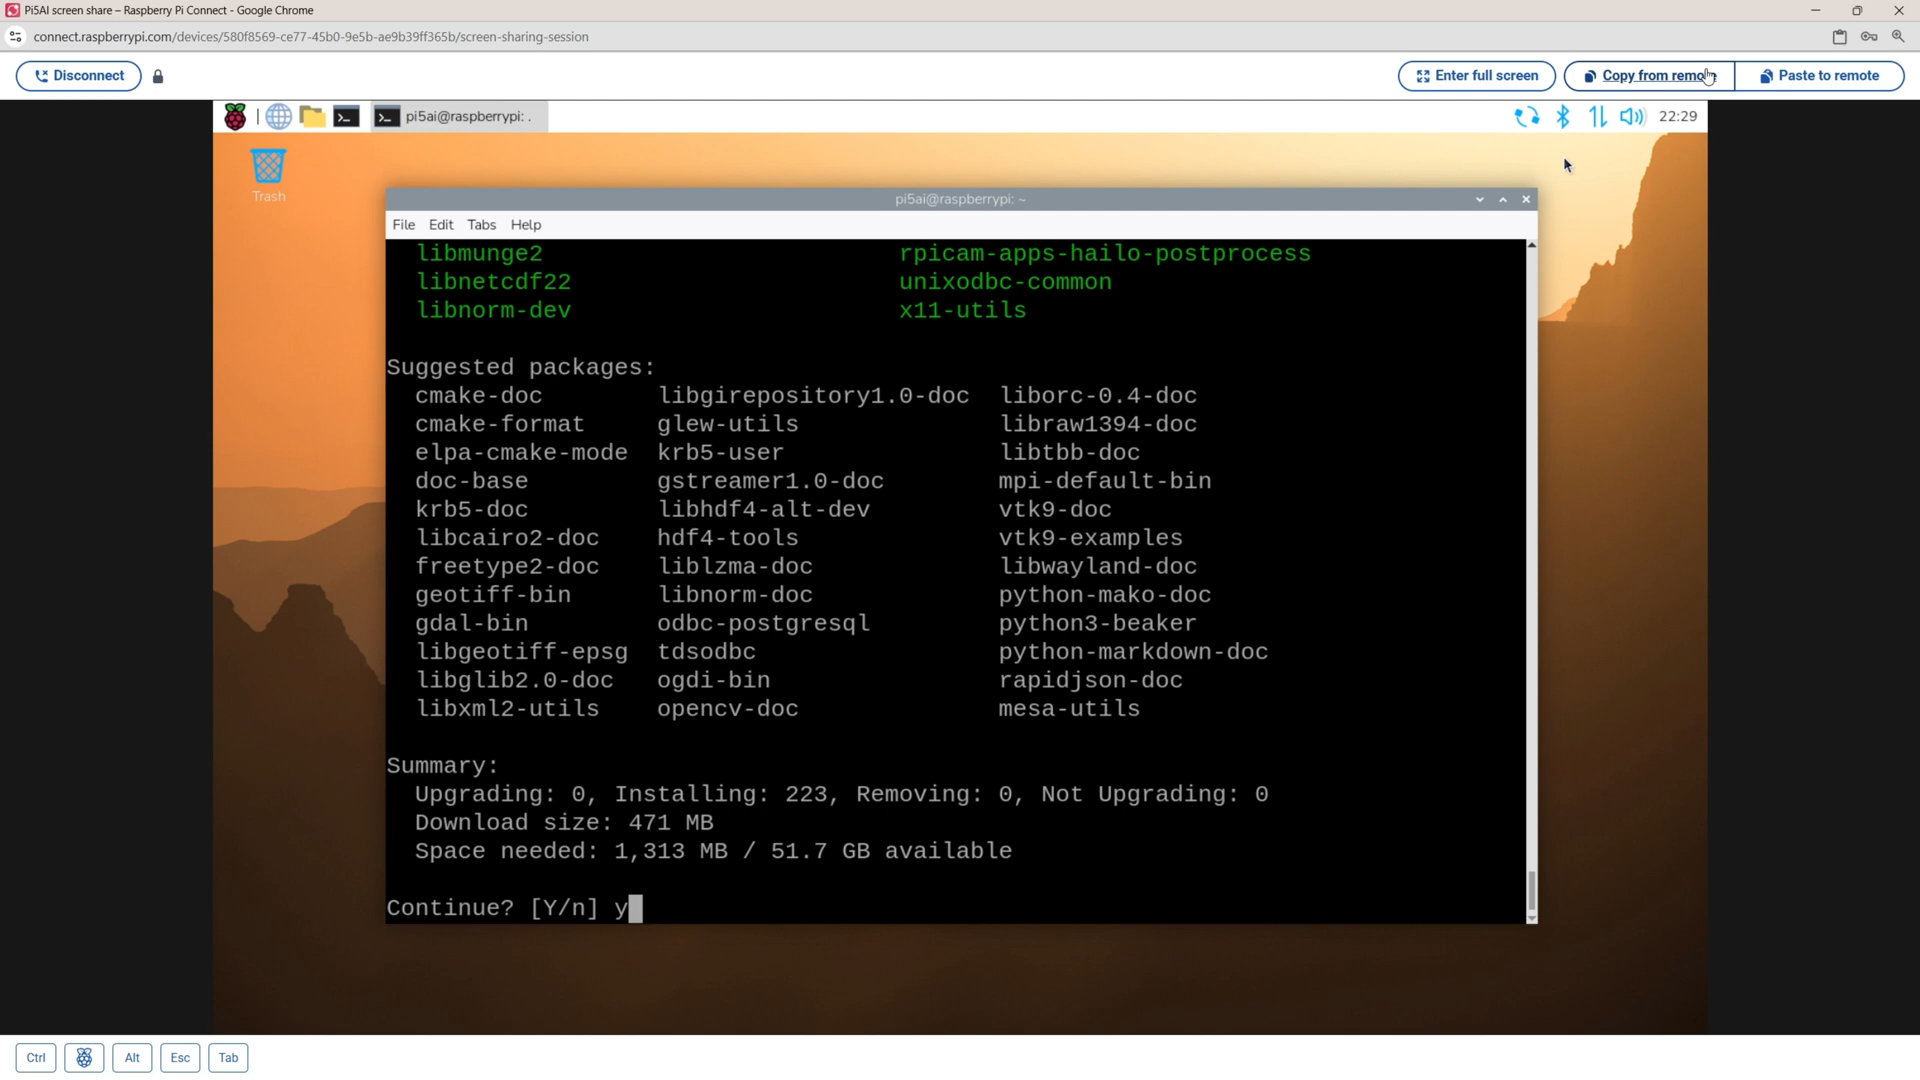 Pi5AI screen share – Raspberry Pi Connect - Google Chrome
connect.raspberrypi.com/devices/580f8569-ce77-45b0-9e5b-ae9b39ff365b/screen-sharing-session
Disconnect Enter full screen Copy from remote Paste to remote
pi5ai@raspberrypi: . 22:29
Trash
pi5ai@raspberrypi: ~
File Edit Tabs Help
libmunge2 rpicam-apps-hailo-postprocess
libnetcdf22 unixodbc-common
libnorm-dev x11-utils
Suggested packages:
cmake-doc libgirepository1.0-doc liborc-0.4-doc
cmake-format glew-utils libraw1394-doc
elpa-cmake-mode krb5-user libtbb-doc
doc-base gstreamer1.0-doc mpi-default-bin
krb5-doc libhdf4-alt-dev vtk9-doc
libcairo2-doc hdf4-tools vtk9-examples
freetype2-doc liblzma-doc libwayland-doc
geotiff-bin libnorm-doc python-mako-doc
gdal-bin odbc-postgresql python3-beaker
libgeotiff-epsg tdsodbc python-markdown-doc
libglib2.0-doc ogdi-bin rapidjson-doc
libxml2-utils opencv-doc mesa-utils
Summary:
Upgrading: 0, Installing: 223, Removing: 0, Not Upgrading: 0
Download size: 471 MB
Space needed: 1,313 MB / 51.7 GB available
Continue? [Y/n] y
Ctrl Alt Esc Tab